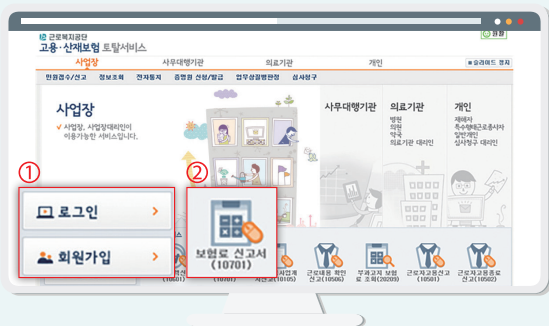 근로복지공단
고용·산재보험 토탈서비스
사업장 사무대행기관 의료기관 개인
■슬라이드 정지
민원접수/신고 정보조회 전자통지 증명원 신청/발급 업무상질병판정 심사청구
사업장
✓ 사업장, 사업장대리인이
이용가능한 서비스입니다.
사무대행기관
의료기관
병원
의원
약국
의료기관 대리인
개인
재해자
특수형태근로종사자
일반개인
심사청구 대리인
①
로그인 >
회원가입 >
②
보험료 신고서
(10701)
근로내용 확인
신고(10506)
부과고지 보험
료 조회(20209)
근로자고용신고
(10501)
근로자고용종료
신고(10502)